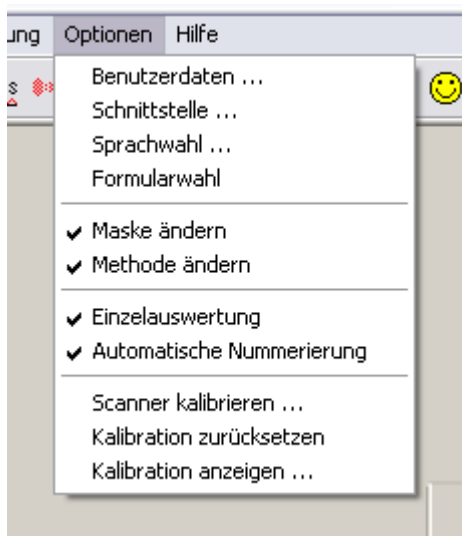 ung Optionen Hilfe
s
Benutzerdaten ...
Schnittstelle ...
Sprachwahl ...
Formularwahl
Maske ändern
Methode ändern
Einzelauswertung
Automatische Nummerierung
Scanner kalibrieren ...
Kalibration zurücksetzen
Kalibration anzeigen ...